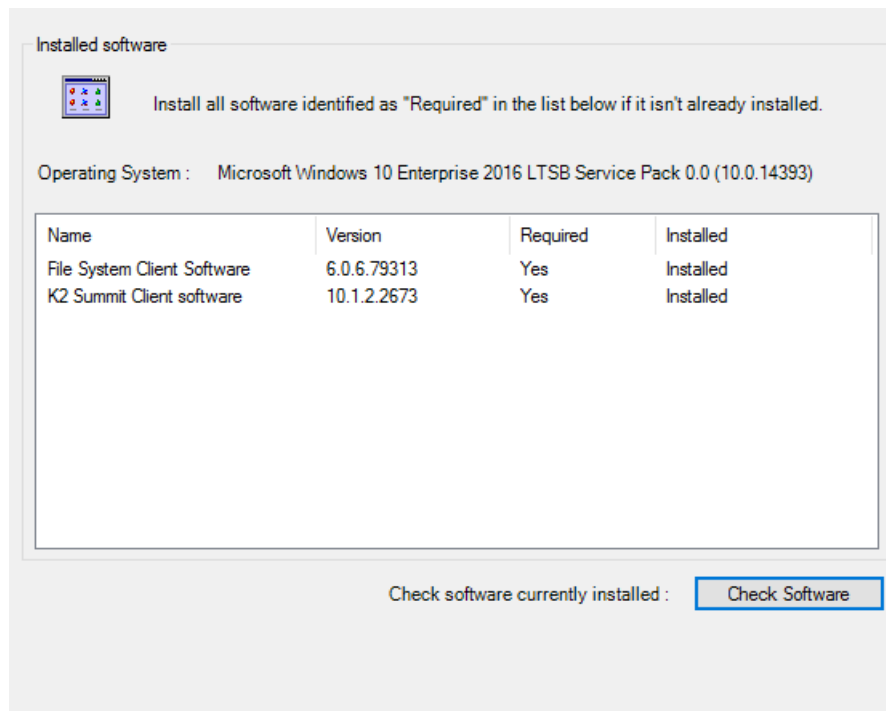 Installed software
Install all software identified as "Required" in the list below if it isn't already installed.
Operating System : Microsoft Windows 10 Enterprise 2016 LTSB Service Pack 0.0 (10.0.14393)
Name Version Required Installed
File System Client Software 6.0.6.79313 Yes Installed
K2 Summit Client software 10.1.2.2673 Yes Installed
Check software currently installed : Check Software